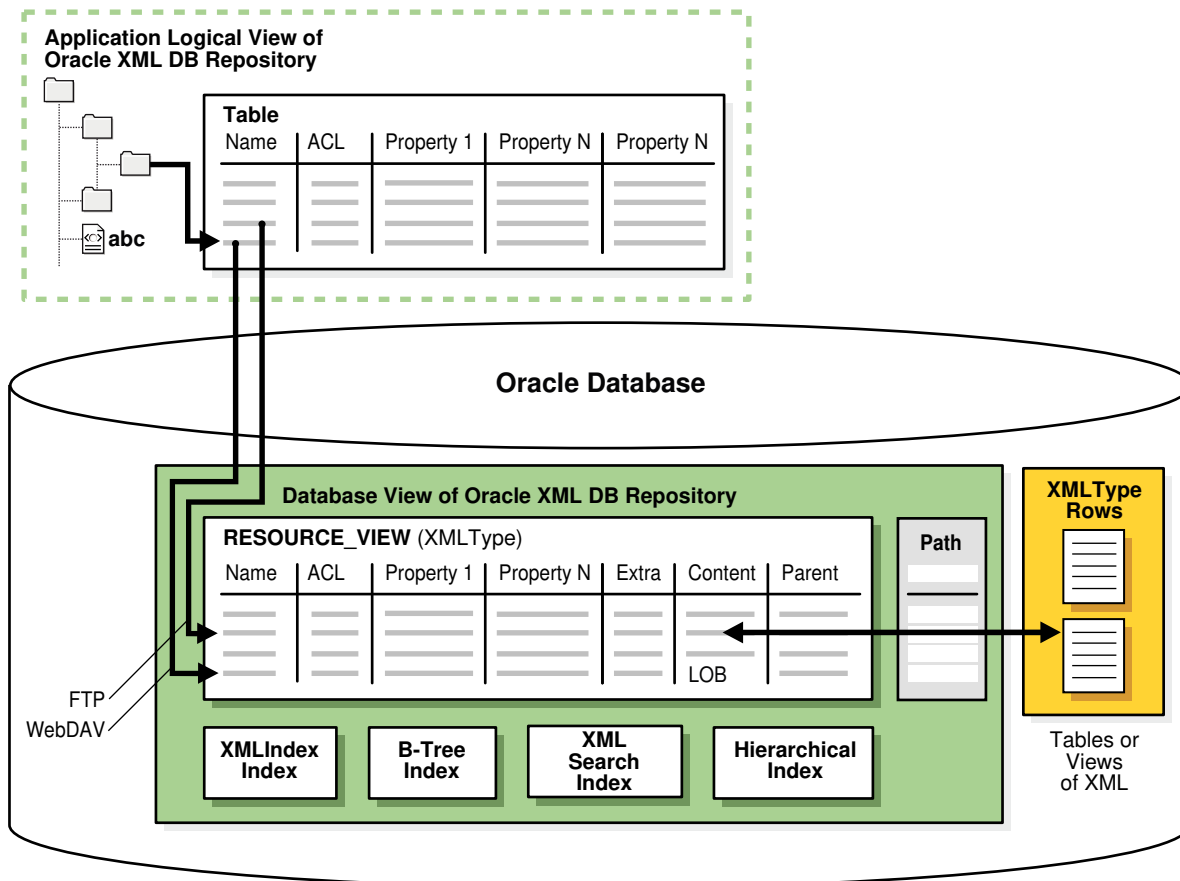 Application Logical View of
Oracle XML DB Repository
Table
Name ACL Property 1 Property N Property N
abc
Oracle Database
Database View of Oracle XML DB Repository
RESOURCE_VIEW (XMLType)
Name ACL Property 1 Property N Extra Content Parent
LOB
Path
XMLType
Rows
FTP
WebDAV
XMLIndex
Index
B-Tree
Index
XML
Search
Index
Hierarchical
Index
Tables or
Views
of XML